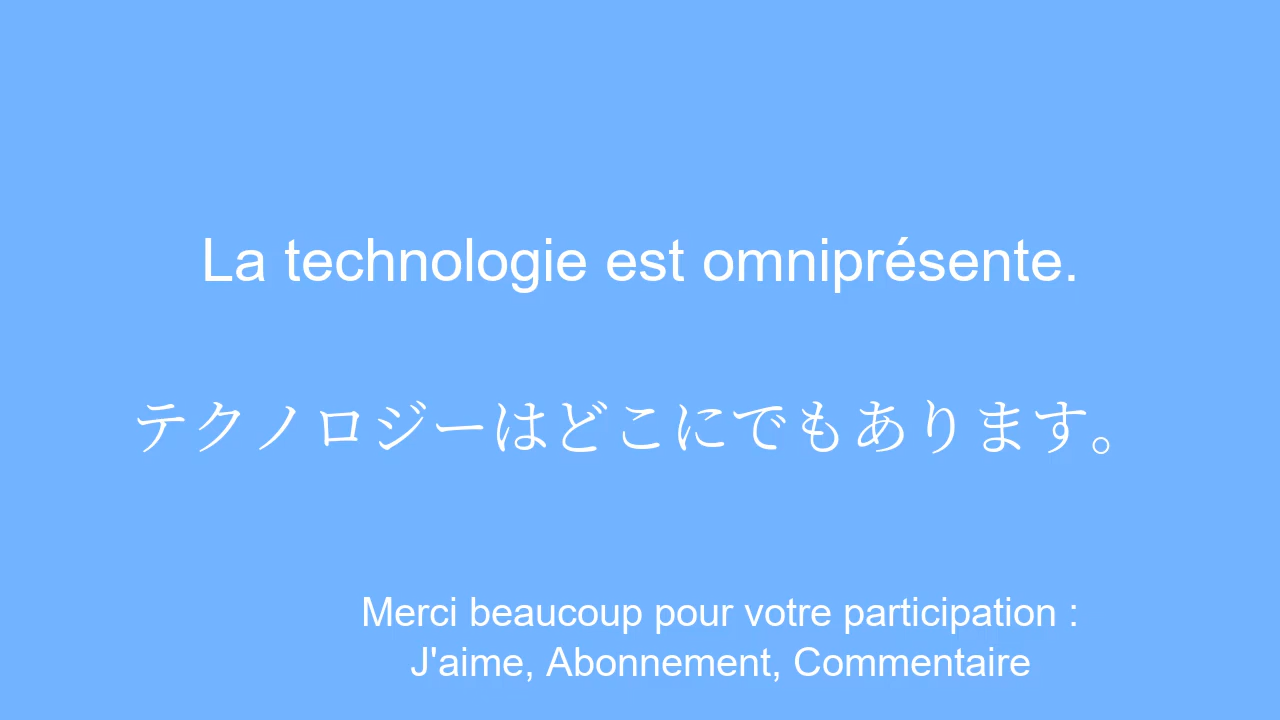 La technologie est omniprésente.
テクノロジーはどこにでもあります。
Merci beaucoup pour votre participation :
J'aime, Abonnement, Commentaire